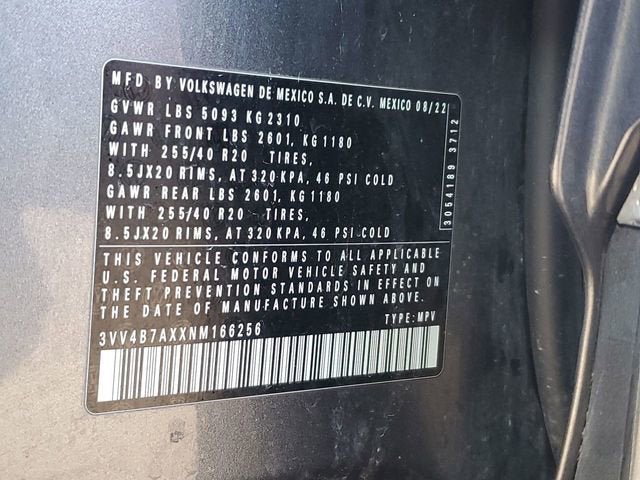 MFD BY VOLKSWAGEN DE MEXICO S.A. DE C.V. MEXICO 08/22
GVWR LBS 5093 KG 2310
GAWR FRONT LBS 2601, KG 1180
WITH 255/40 R20 TIRES,
8.5JX20 RIMS, AT 320 KPA, 46 PSI COLD
GAWR REAR LBS 2601, KG 1180
WITH 255/40 R20 TIRES,
8.5JX20 RIMS, AT 320 KPA, 46 PSI COLD
THIS VEHICLE CONFORMS TO ALL APPLICABLE
U.S. FEDERAL MOTOR VEHICLE SAFETY AND
THEFT PREVENTION STANDARDS IN EFFECT ON
THE DATE OF MANUFACTURE SHOWN ABOVE.
3VV4B7AXXNM166256 TYPE:MPV
3054189 3712